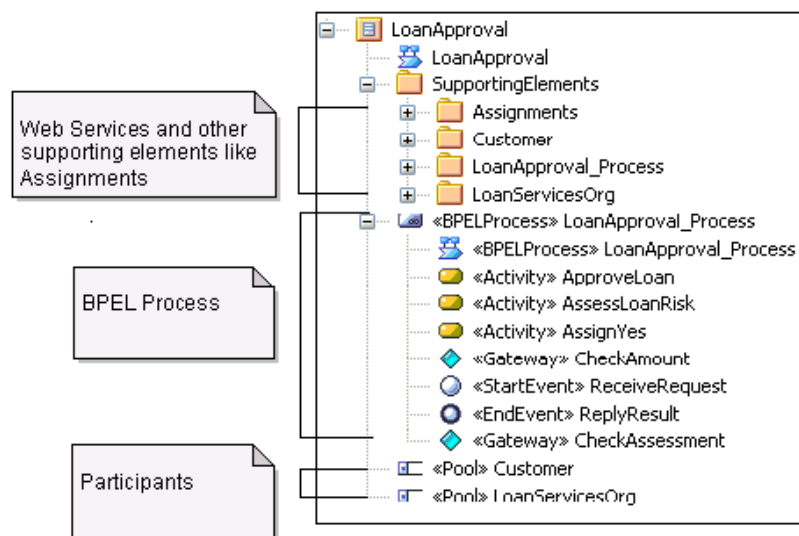 LoanApproval
LoanApproval
SupportingElements
Web Services and other
supporting elements like
Assignments
Assignments
Customer
LoanApproval_Process
LoanServicesOrg
«BPELProcess» LoanApproval_Process
«BPELProcess» LoanApproval_Process
BPEL Process
«Activity» ApproveLoan
«Activity» AssessLoanRisk
«Activity» AssignYes
«Gateway» CheckAmount
«StartEvent» ReceiveRequest
«EndEvent» ReplyResult
«Gateway» CheckAssessment
Participants
«Pool» Customer
«Pool» LoanServicesOrg